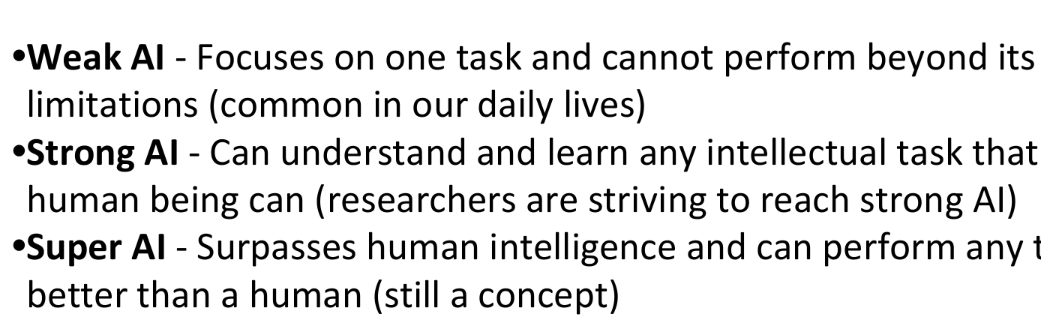 •Weak AI - Focuses on one task and cannot perform beyond its
limitations (common in our daily lives)
•Strong AI - Can understand and learn any intellectual task that
human being can (researchers are striving to reach strong AI)
•Super AI - Surpasses human intelligence and can perform any
better than a human (still a concept)